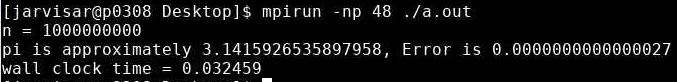 [jarvisar@p0308 Desktop]$ mpirun -np 48 ./a.out
n = 1000000000
pi is approximately 3.1415926535897958, Error is 0.0000000000000027
wall clock time = 0.032459